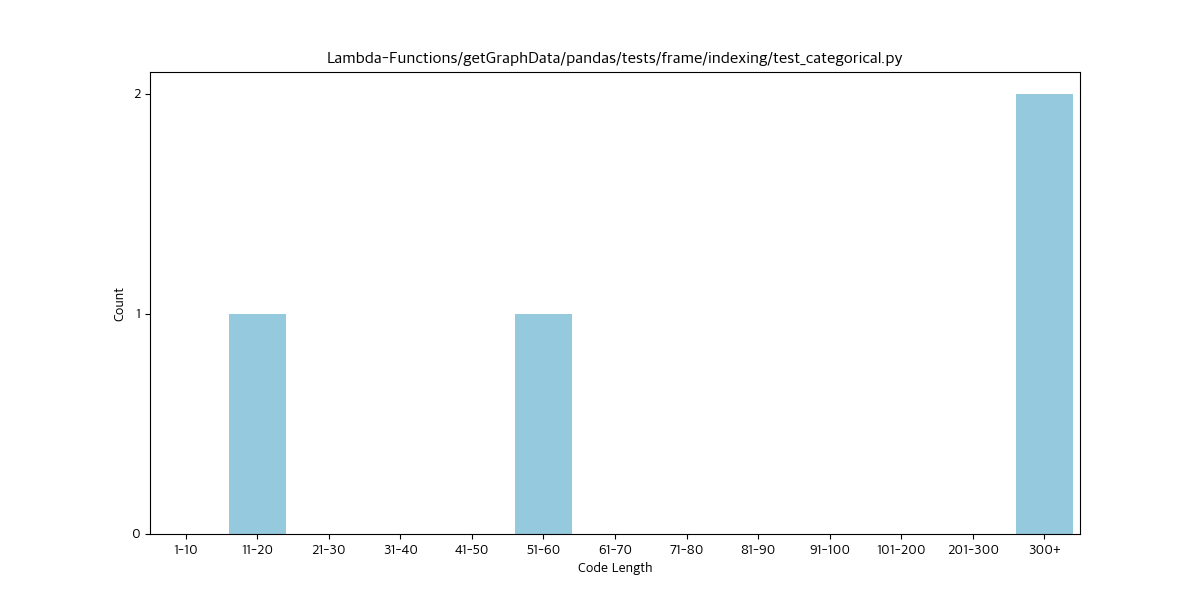 Lambda-Functions/getGraphData/pandas/tests/frame/indexing/test_categorical.py
Count
2
1
0
1-10 11-20 21-30 31-40 41-50 51-60 61-70 71-80 81-90 91-100 101-200 201-300 300+
Code Length